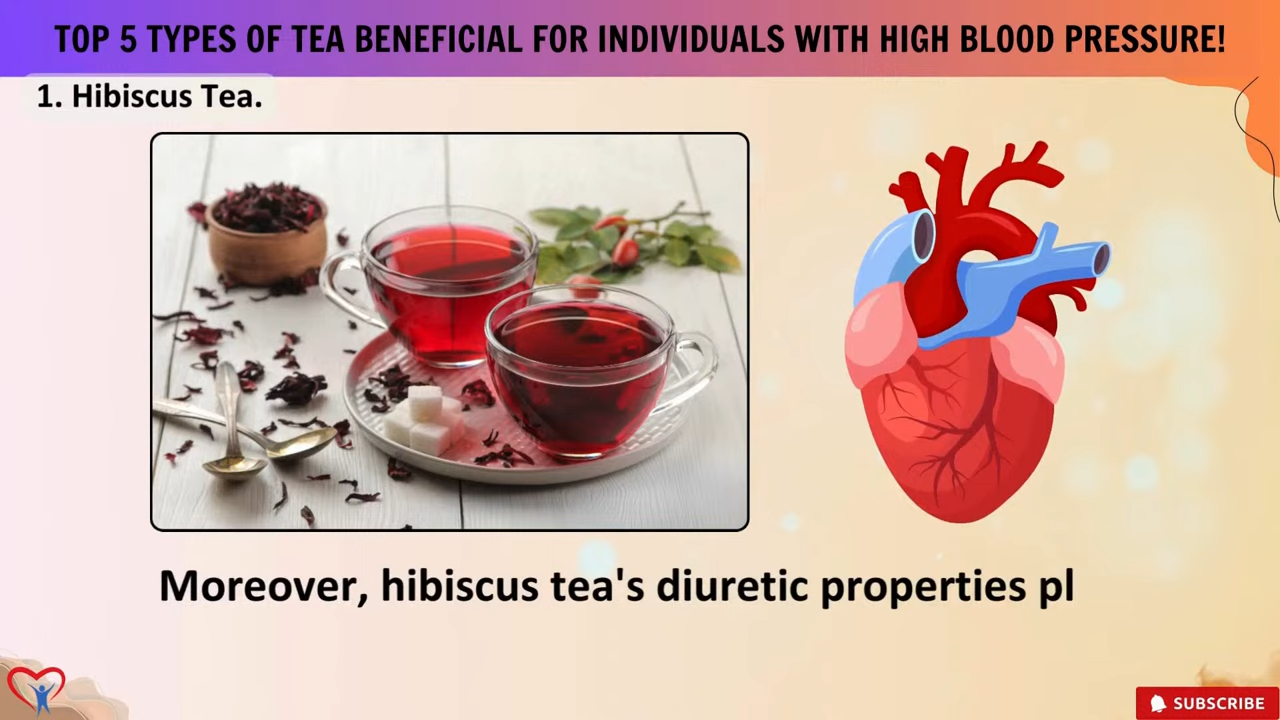 TOP 5 TYPES OF TEA BENEFICIAL FOR INDIVIDUALS WITH HIGH BLOOD PRESSURE!
1. Hibiscus Tea.
Moreover, hibiscus tea's diuretic properties pl
SUBSCRIBE